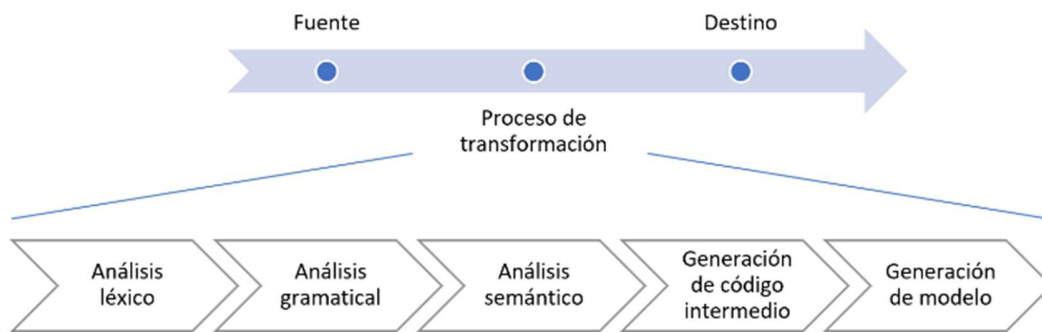 Fuente
Destino
Proceso de
transformación
Análisis
léxico
Análisis
gramatical
Análisis
semántico
Generación
de código
intermedio
Generación
de modelo